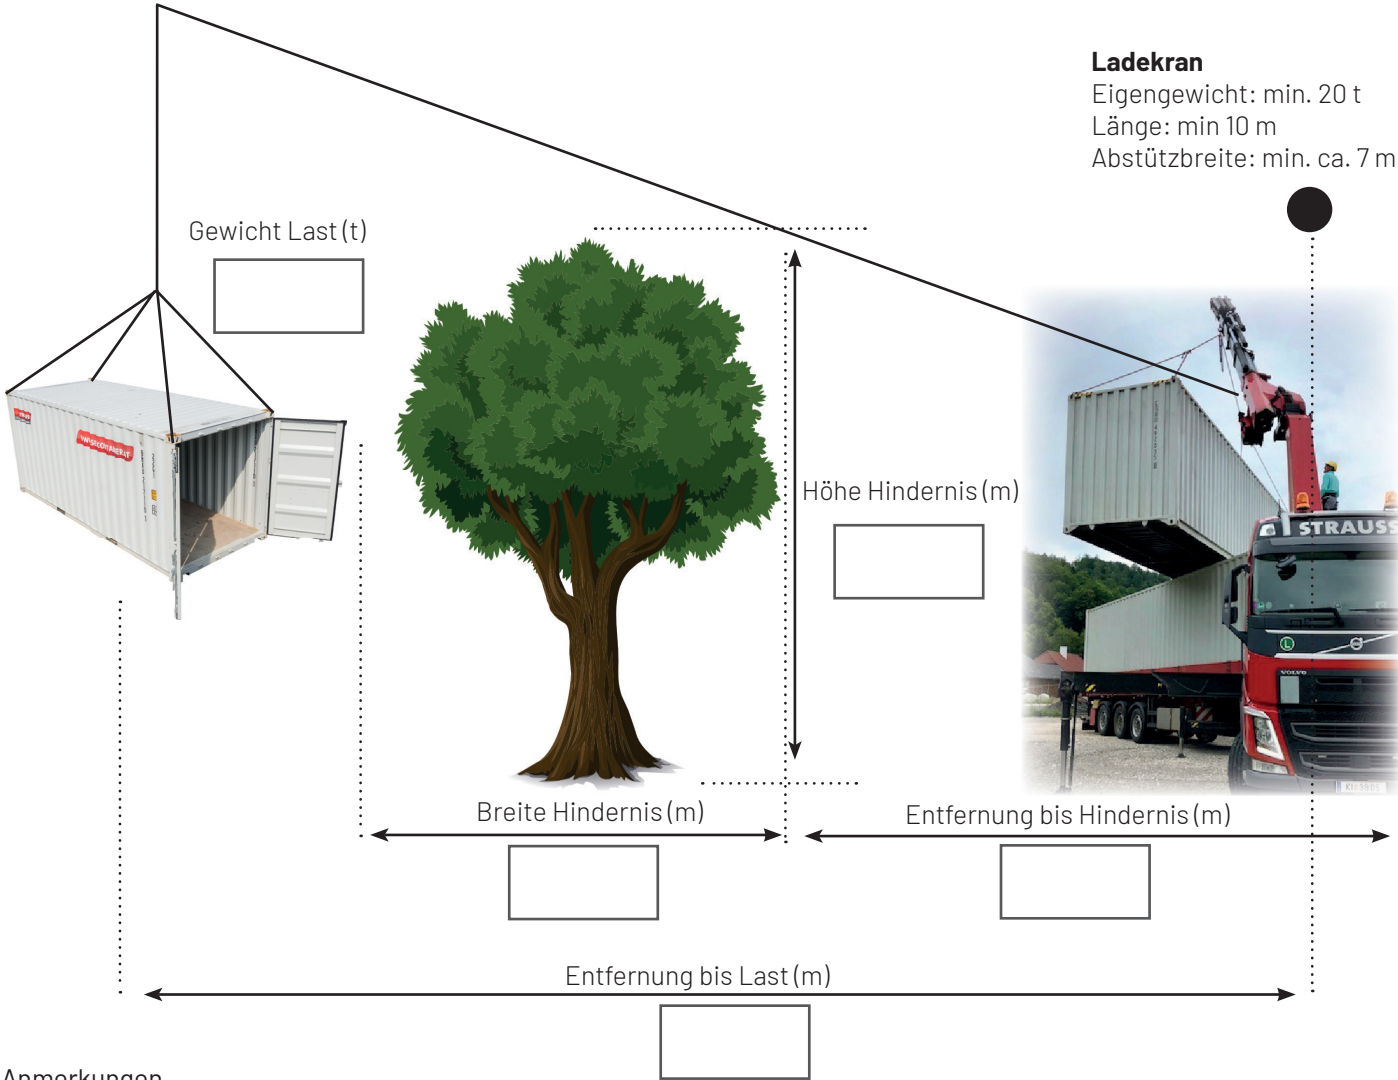 Ladekran
Eigengewicht: min. 20 t
Länge: min 10 m
Abstützbreite: min. ca. 7 m
Gewicht Last (t)
Höhe Hindernis (m)
STRAUSS
VOLVO
Breite Hindernis (m)
Entfernung bis Hindernis (m)
Entfernung bis Last (m)
Anmerkungen